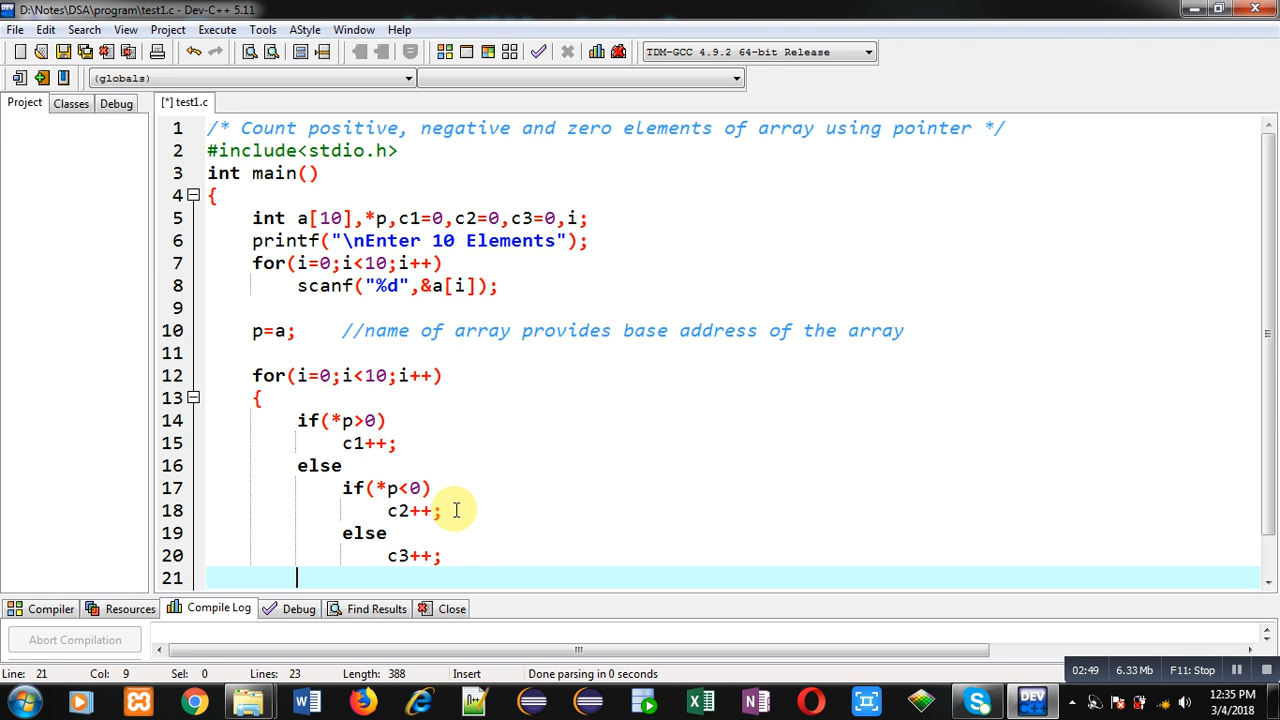 D:\Notes\DSA\program\test1.c - Dev-C++ 5.11
File Edit Search View Project Execute Tools AStyle Window Help
TDM-GCC 4.9.2 64-bit Release
(globals)
Project Classes Debug [*] test1.c
1 /* Count positive, negative and zero elements of array using pointer */
2 #include<stdio.h>
3 int main()
4 {
5 int a[10],*p,c1=0,c2=0,c3=0,i;
6 printf("\nEnter 10 Elements");
7 for(i=0;i<10;i++)
8 scanf("%d",&a[i]);
9
10 p=a; //name of array provides base address of the array
11
12 for(i=0;i<10;i++)
13 {
14 if(*p>0)
15 c1++;
16 else
17 if(*p<0)
18 c2++;
19 else
20 c3++;
21
Compiler Resources Compile Log Debug Find Results Close
Abort Compilation
Line: 21 Col: 9 Sel: 0 Lines: 23 Length: 388 Insert Done parsing in 0 seconds
02:49 6.33 Mb F11: Stop
DEV
12:35 PM
3/4/2018